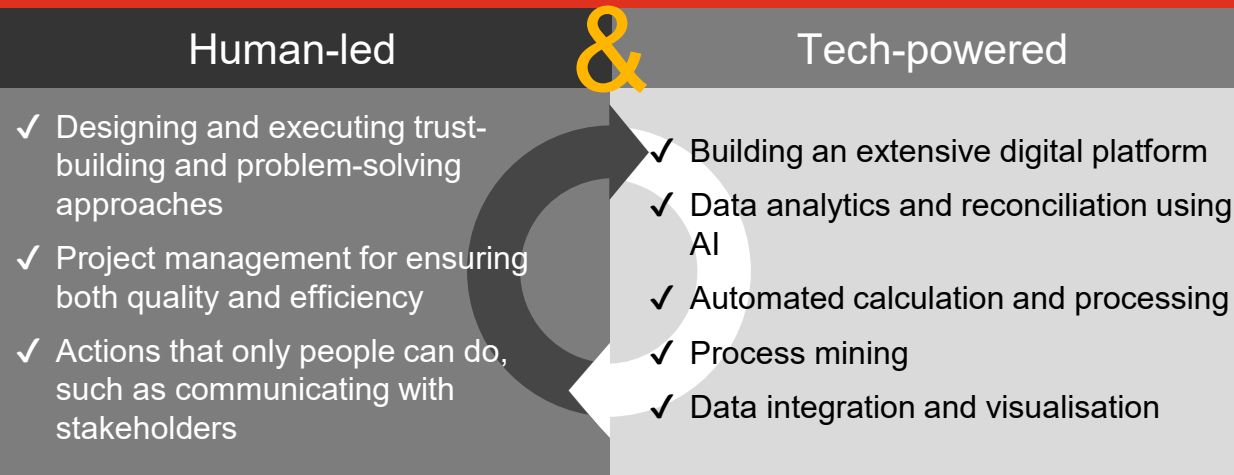 Human-led
&
Tech-powered
✓ Designing and executing trust-
building and problem-solving
approaches
✓ Project management for ensuring
both quality and efficiency
✓ Actions that only people can do,
such as communicating with
stakeholders
✓ Building an extensive digital platform
✓ Data analytics and reconciliation using
AI
✓ Automated calculation and processing
✓ Process mining
✓ Data integration and visualisation